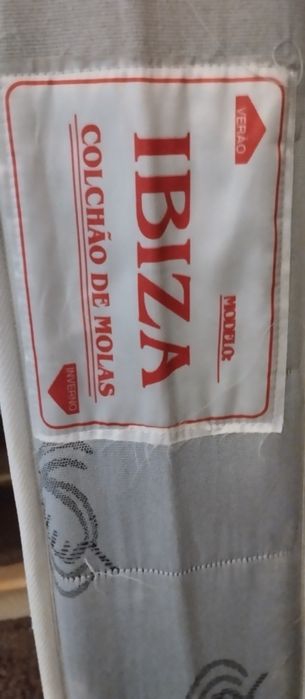 VERÃO
MODELO:
IBIZA
COLCHÃO DE MOLAS
INVERNO